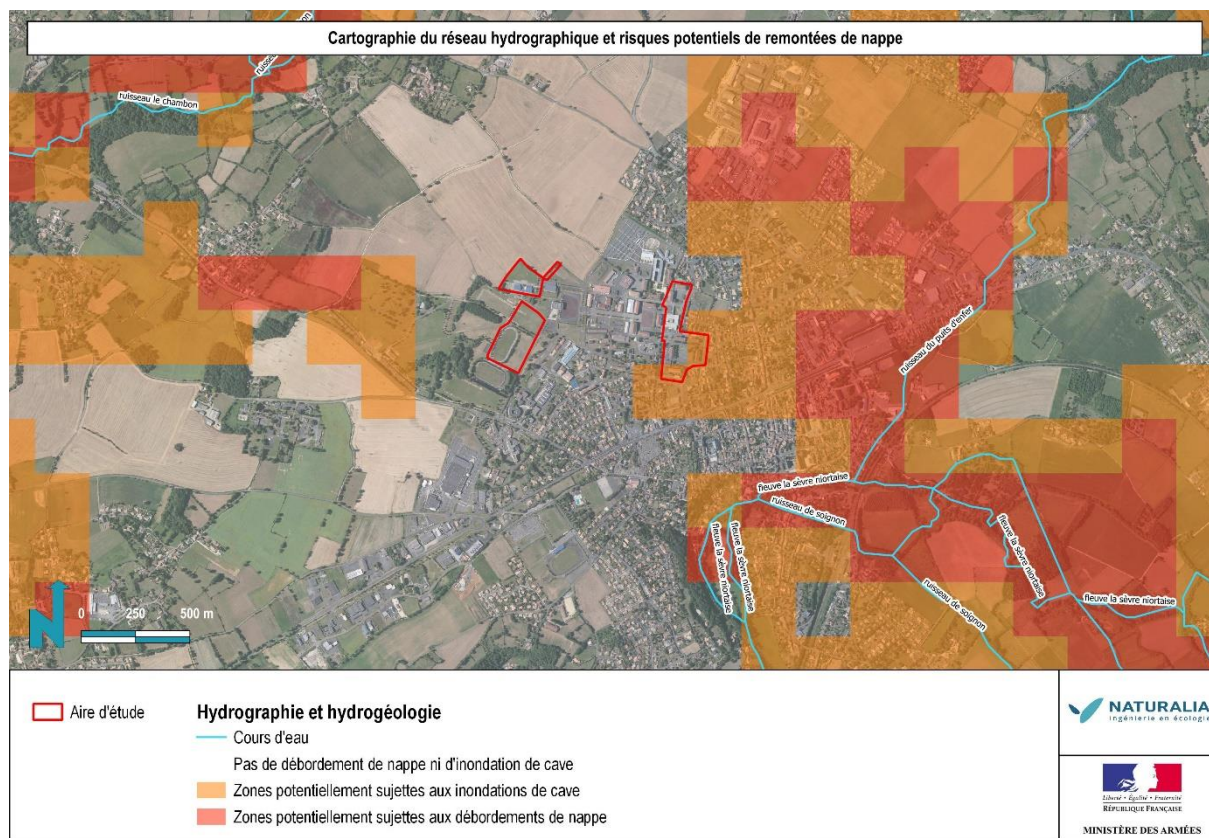 Cartographie du réseau hydrographique et risques potentiels de remontées de nappe
ruisseau le chambon
ruisseau du puits d'enfer
fleuve la sèvre niortaise
ruisseau de soignon
fleuve la sèvre niortaise
fleuve la sèvre niortaise
fleuve la sèvre niortaise
ruisseau de soignon
fleuve la sèvre niortaise
N
0 250 500 m
Aire d'étude
Hydrographie et hydrogéologie
Cours d'eau
Pas de débordement de nappe ni d'inondation de cave
Zones potentiellement sujettes aux inondations de cave
Zones potentiellement sujettes aux débordements de nappe
NATURALIA
ingénierie en écologie
Liberté • Égalité • Fraternité
RÉPUBLIQUE FRANÇAISE
MINISTÈRE DES ARMÉES